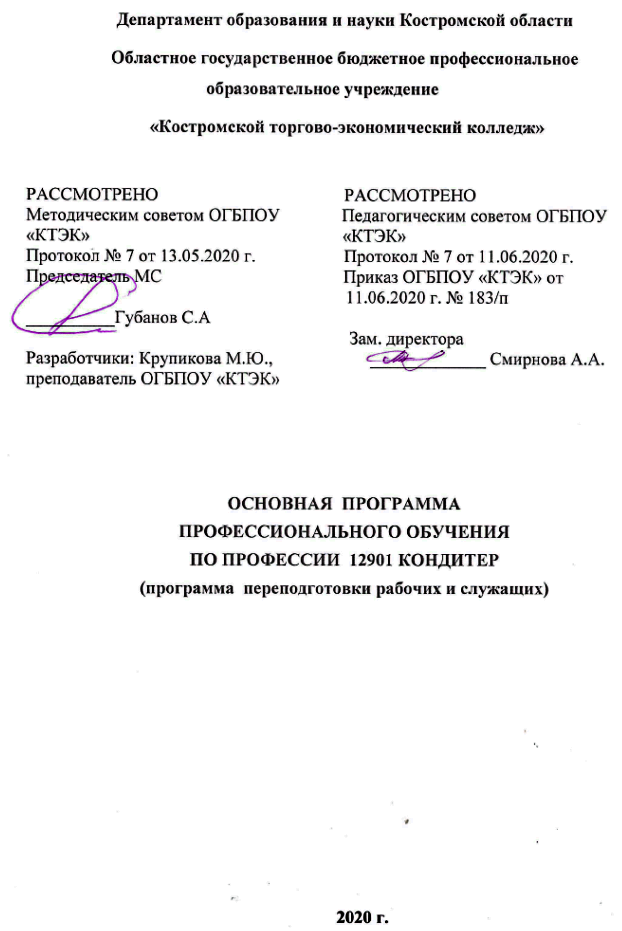 Департамент образования и науки Костромской области
Областное государственное бюджетное профессиональное
образовательное учреждение
«Костромской торгово-экономический колледж»
РАССМОТРЕНО
Методическим советом ОГБПОУ
«КТЭК»
Протокол № 7 от 13.05.2020 г.
Председатель МС
___________Губанов С.А
Разработчики: Крупикова М.Ю.,
преподаватель ОГБПОУ «КТЭК»
РАССМОТРЕНО
Педагогическим советом ОГБПОУ
«КТЭК»
Протокол № 7 от 11.06.2020 г.
Приказ ОГБПОУ «КТЭК» от
11.06.2020 г. № 183/п
Зам. директора
_____________ Смирнова А.А.
ОСНОВНАЯ ПРОГРАММА
ПРОФЕССИОНАЛЬНОГО ОБУЧЕНИЯ
ПО ПРОФЕССИИ 12901 КОНДИТЕР
(программа переподготовки рабочих и служащих)
2020 г.